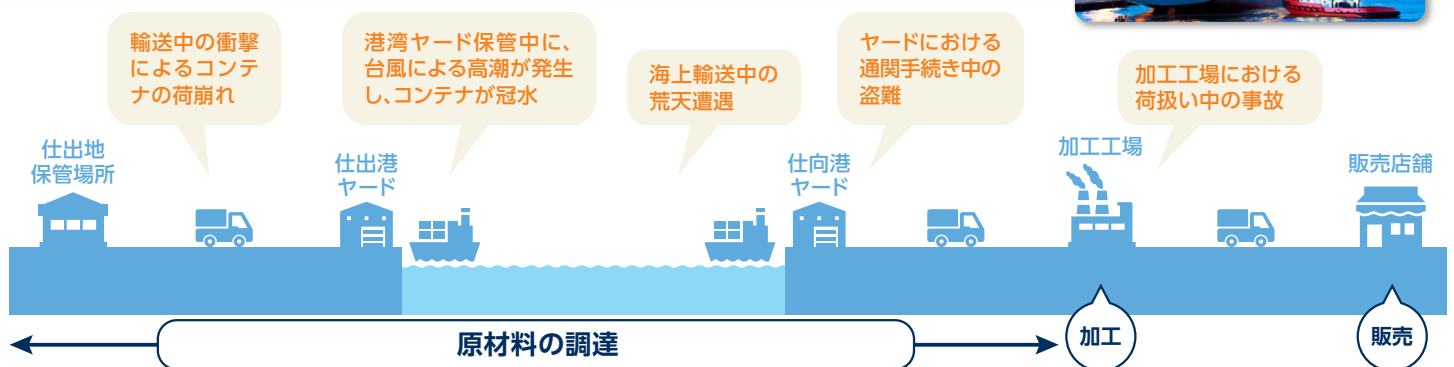 輸送中の衝撃
によるコンテ
ナの荷崩れ
港湾ヤード保管中に、
台風による高潮が発生
し、コンテナが冠水
海上輸送中の
荒天遭遇
ヤードにおける
通関手続き中の
盗難
加工工場における
荷扱い中の事故
仕出地
保管場所
仕出港
ヤード
仕向港
ヤード
加工工場
販売店舗
原材料の調達
加工
販売